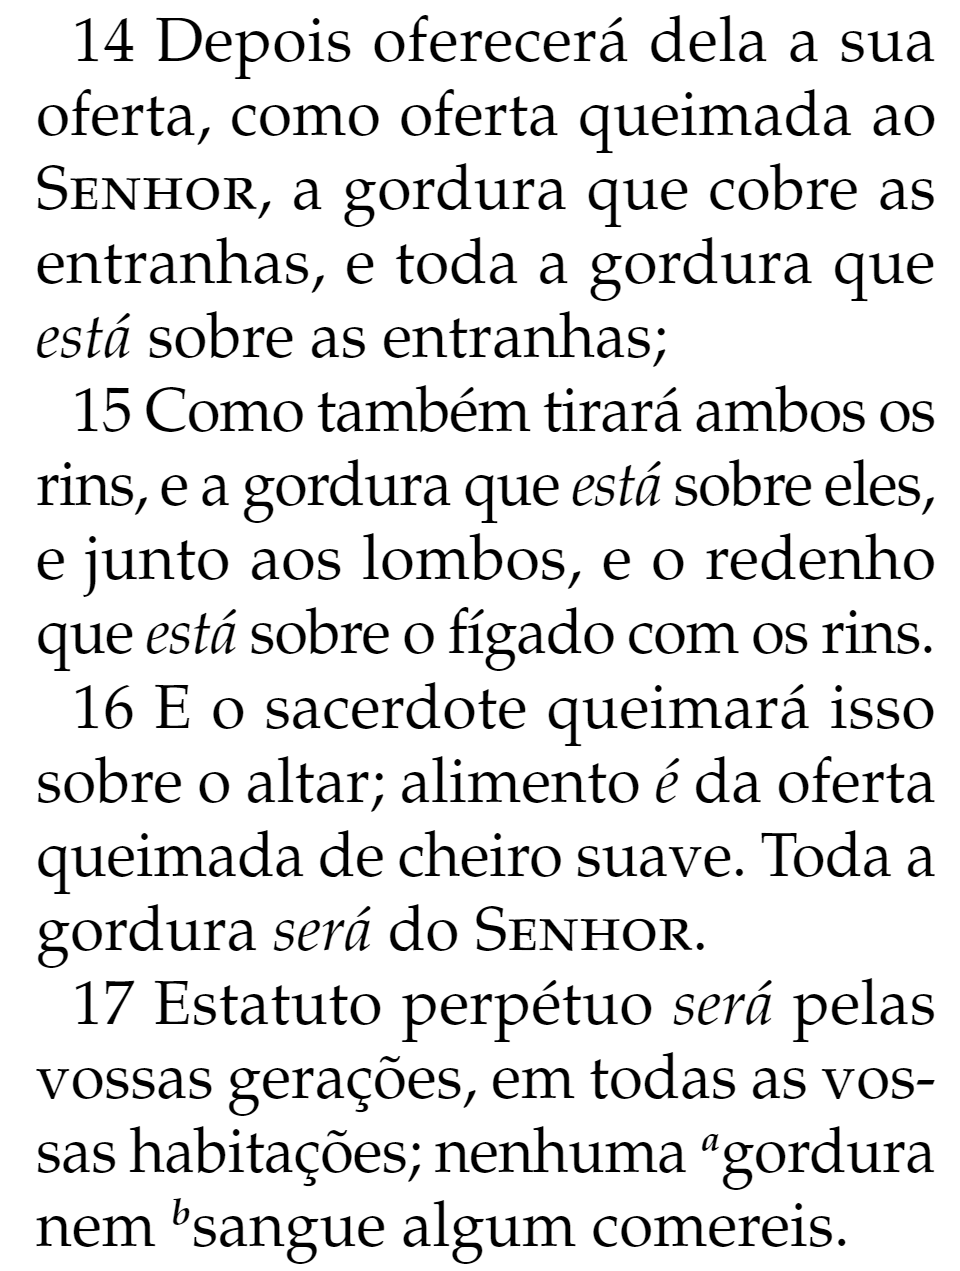 14 Depois oferecerá dela a sua
oferta, como oferta queimada ao
SENHOR, a gordura que cobre as
entranhas, e toda a gordura que
está sobre as entranhas;
15 Como também tirará ambos os
rins, e a gordura que está sobre eles,
e junto aos lombos, e o redenho
que está sobre o fígado com os rins.
16 E o sacerdote queimará isso
sobre o altar; alimento é da oferta
queimada de cheiro suave. Toda a
gordura será do SENHOR.
17 Estatuto perpétuo será pelas
vossas gerações, em todas as vos-
sas habitações; nenhuma ᵃgordura
nem ᵇsangue algum comereis.